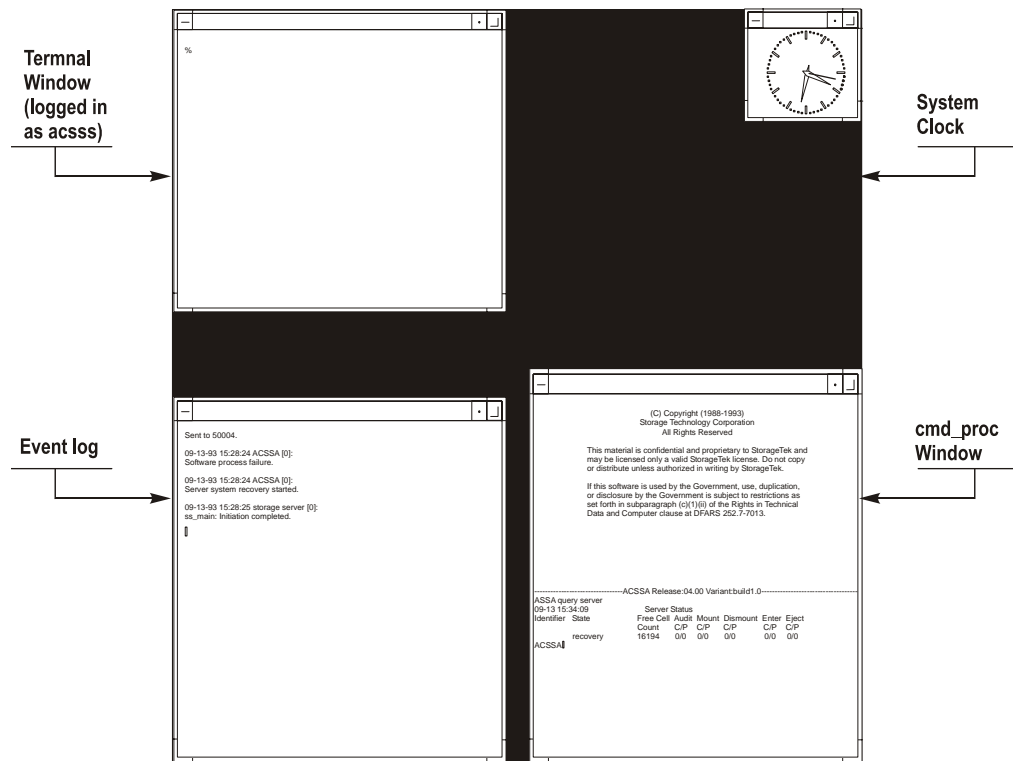 Termnal
Window
(logged in
as acsss)
%
System
Clock
Event log
Sent to 50004.
09-13-93 15:28:24 ACSSA [0]:
Software process failure.
09-13-93 15:28:24 ACSSA [0]:
Server system recovery started.
09-13-93 15:28:25 storage server [0]:
ss_main: Initiation completed.
cmd_proc
Window
(C) Copyright (1988-1993)
Storage Technology Corporation
All Rights Reserved
This material is confidential and proprietary to StorageTek and
may be licensed only a valid StorageTek license. Do not copy
or distribute unless authorized in writing by StorageTek.
If this software is used by the Government, use, duplication,
or disclosure by the Government is subject to restrictions as
set forth in subparagraph (c)(1)(ii) of the Rights in Technical
Data and Computer clause at DFARS 252.7-7013.
------------------------ACSSA Release:04.00 Variant:build1.0--------------------------
ASSA query server
09-13 15:34:09 Server Status
Identifier State Free Cell Audit Mount Dismount Enter Eject
Count C/P C/P C/P C/P C/P
recovery 16194 0/0 0/0 0/0 0/0 0/0
ACSSA